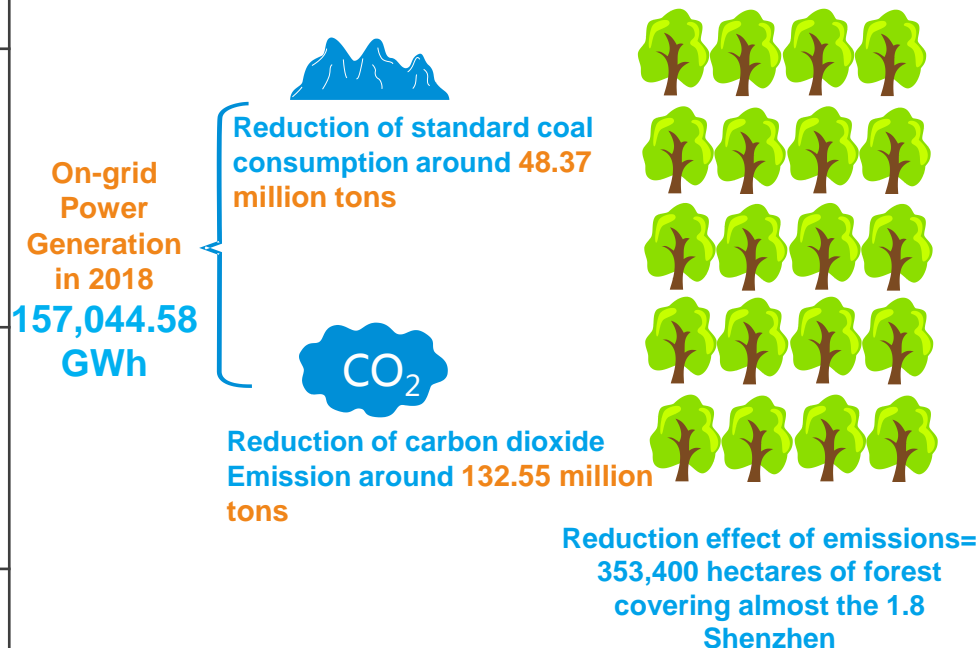 On-grid
Power
Generation
in 2018
157,044.58
GWh
Reduction of standard coal
consumption around 48.37
million tons
CO₂
Reduction of carbon dioxide
Emission around 132.55 million
tons
Reduction effect of emissions=
353,400 hectares of forest
covering almost the 1.8
Shenzhen